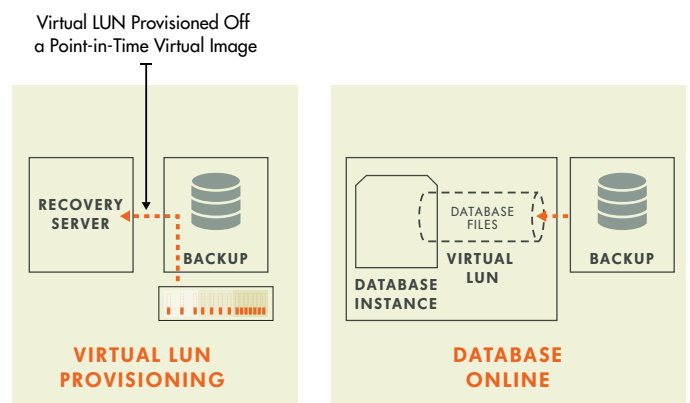 Virtual LUN Provisioned Off
a Point-in-Time Virtual Image
RECOVERY
SERVER
BACKUP
VIRTUAL LUN
PROVISIONING
DATABASE
FILES
VIRTUAL
LUN
DATABASE
INSTANCE
BACKUP
DATABASE
ONLINE